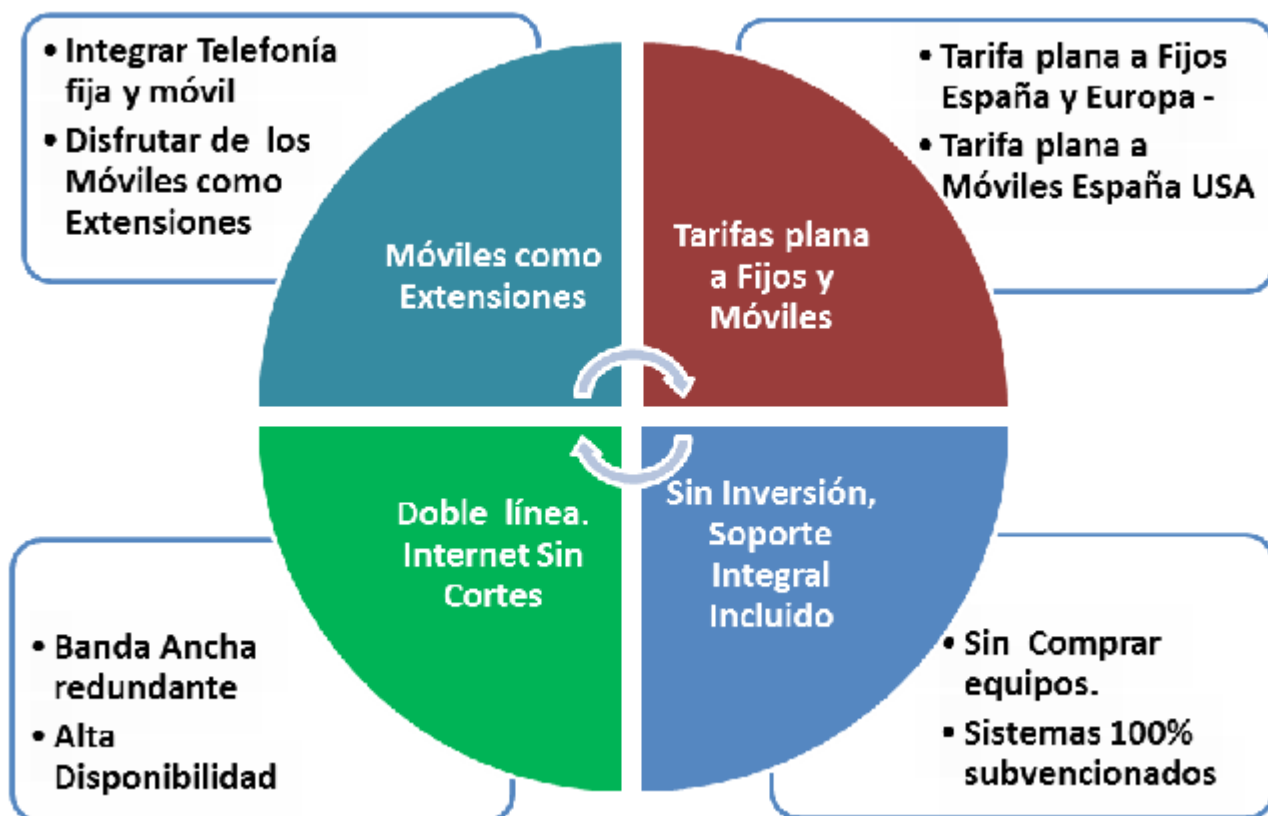 • Integrar Telefonía
fija y móvil
• Disfrutar de los
Móviles como
Extensiones
• Tarifa plana a Fijos
España y Europa -
• Tarifa plana a
Móviles España USA
Móviles como
Extensiones
Tarifas plana
a Fijos y
Móviles
Doble línea.
Internet Sin
Cortes
Sin Inversión,
Soporte
Integral
Incluido
• Banda Ancha
redundante
• Alta
Disponibilidad
• Sin Comprar
equipos.
• Sistemas 100%
subvencionados